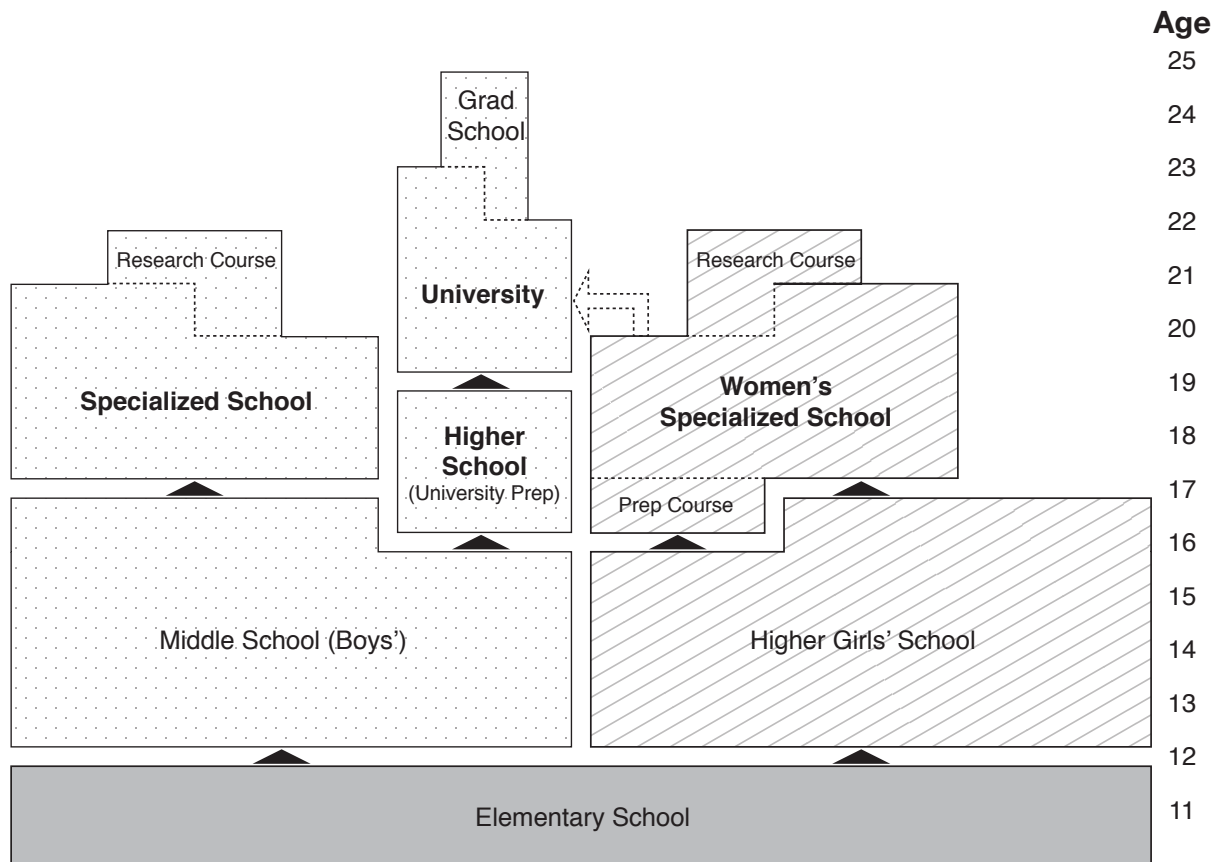 Age
25
Grad
School
24
23
22
Research Course
Research Course
21
University
20
Specialized School
Women's
Specialized School
19
Higher
School
(University Prep)
18
Prep Course
17
16
15
Middle School (Boys')
Higher Girls' School
14
13
12
Elementary School
11